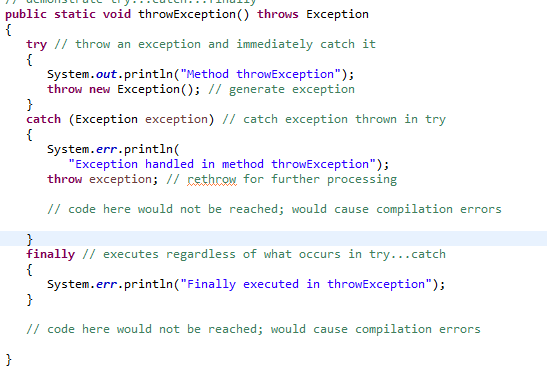 // demonstrate try...catch...finally
public static void throwException() throws Exception
{
try // throw an exception and immediately catch it
{
System.out.println("Method throwException");
throw new Exception(); // generate exception
}
catch (Exception exception) // catch exception thrown in try
{
System.err.println(
"Exception handled in method throwException");
throw exception; // rethrow for further processing
// code here would not be reached; would cause compilation errors
}
finally // executes regardless of what occurs in try...catch
{
System.err.println("Finally executed in throwException");
}
// code here would not be reached; would cause compilation errors
}